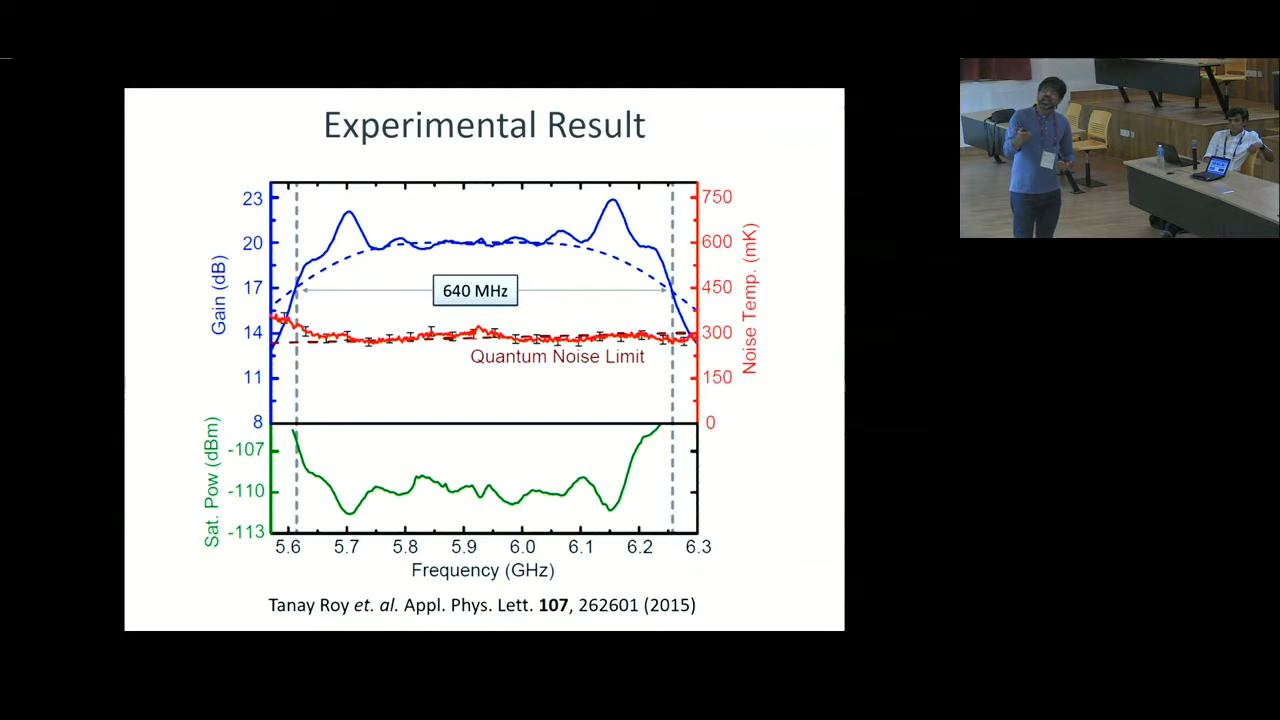 Experimental Result
23
20
17
14
11
8
Gain (dB)
750
600
450
300
150
0
Noise Temp. (mK)
640 MHz
Quantum Noise Limit
-107
-110
-113
Sat. Pow (dBm)
5.6 5.7 5.8 5.9 6.0 6.1 6.2 6.3
Frequency (GHz)
Tanay Roy et. al. Appl. Phys. Lett. 107, 262601 (2015)